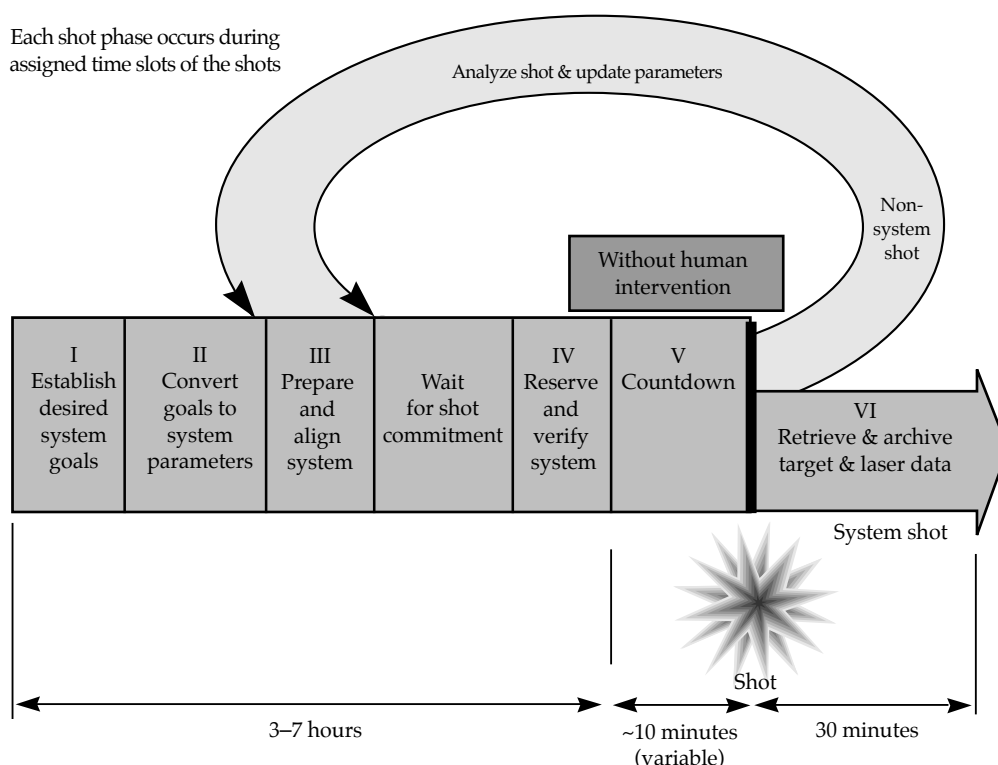 Each shot phase occurs during
assigned time slots of the shots
Analyze shot & update parameters
Non-
system
shot
Without human
intervention
I
Establish
desired
system
goals
II
Convert
goals to
system
parameters
III
Prepare
and
align
system
Wait
for shot
commitment
IV
Reserve
and
verify
system
V
Countdown
VI
Retrieve & archive
target & laser data
System shot
Shot
3–7 hours
~10 minutes
(variable)
30 minutes